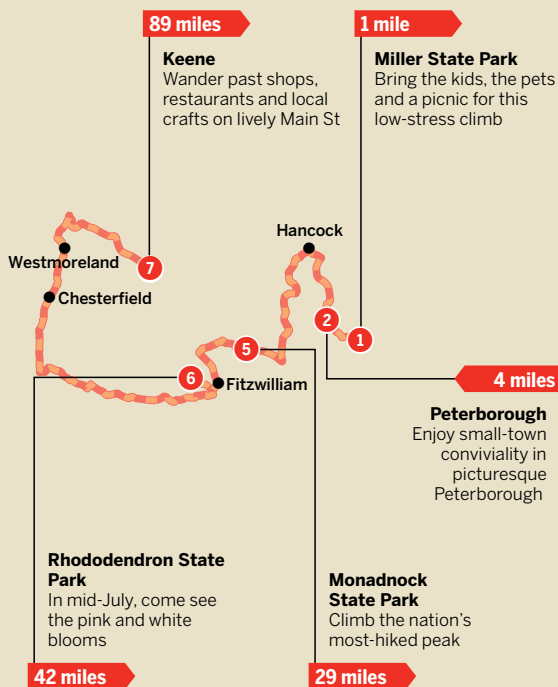 89 miles
Keene
Wander past shops,
restaurants and local
crafts on lively Main St
1 mile
Miller State Park
Bring the kids, the pets
and a picnic for this
low-stress climb
Hancock
Westmoreland
7
Chesterfield
2
1
5
6
Fitzwilliam
4 miles
Peterborough
Enjoy small-town
conviviality in
picturesque
Peterborough
Rhododendron State
Park
In mid-July, come see
the pink and white
blooms
42 miles
Monadnock
State Park
Climb the nation's
most-hiked peak
29 miles